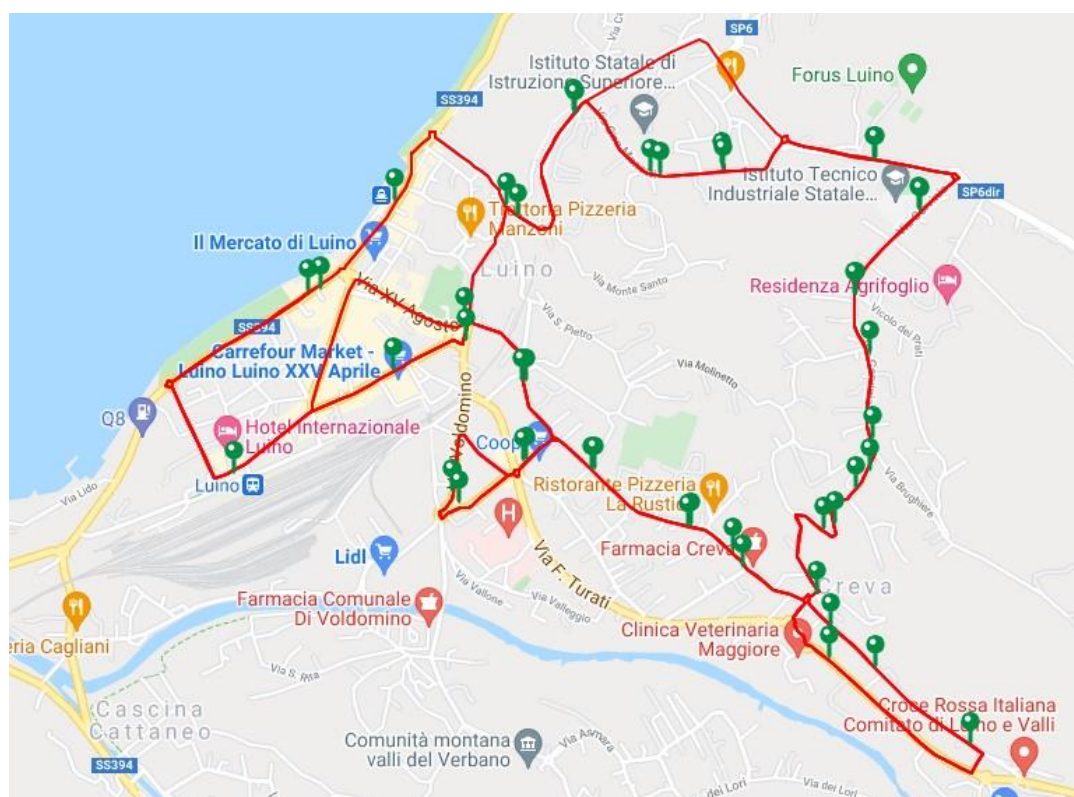 SP6
Via Ca
Istituto Statale di
Istruzione Superiore...
Forus Luino
SS394
Istituto Tecnico
Industriale Statale...
SP6dir
Trattoria Pizzeria
Manzoni
Il Mercato di Luino
Luino
Via Monte Santo
Residenza Agrifoglio
Vicolo dei Prati
Via XV Agosto
SS394
Via S. Pietro
Via Molinetto
Carrefour Market -
Luino Luino XXV Aprile
Voldomino
Q8
Hotel Internazionale
Luino
Coop
Luino
Via Lido
Via Brughiere
Ristorante Pizzeria
La Rustica
H
Farmacia Creva
Lidl
Via F. Turati
Via Vallone
Via Valleggio
Creva
Farmacia Comunale
Di Voldomino
Clinica Veterinaria
Maggiore
eria Cagliani
Via S. Rita
Croce Rossa Italiana
Comitato di Luino e Valli
Cascina
Cattaneo
Comunità montana
valli del Verbano
Via Asmara
SS394
Via dei Lori
dei Lori